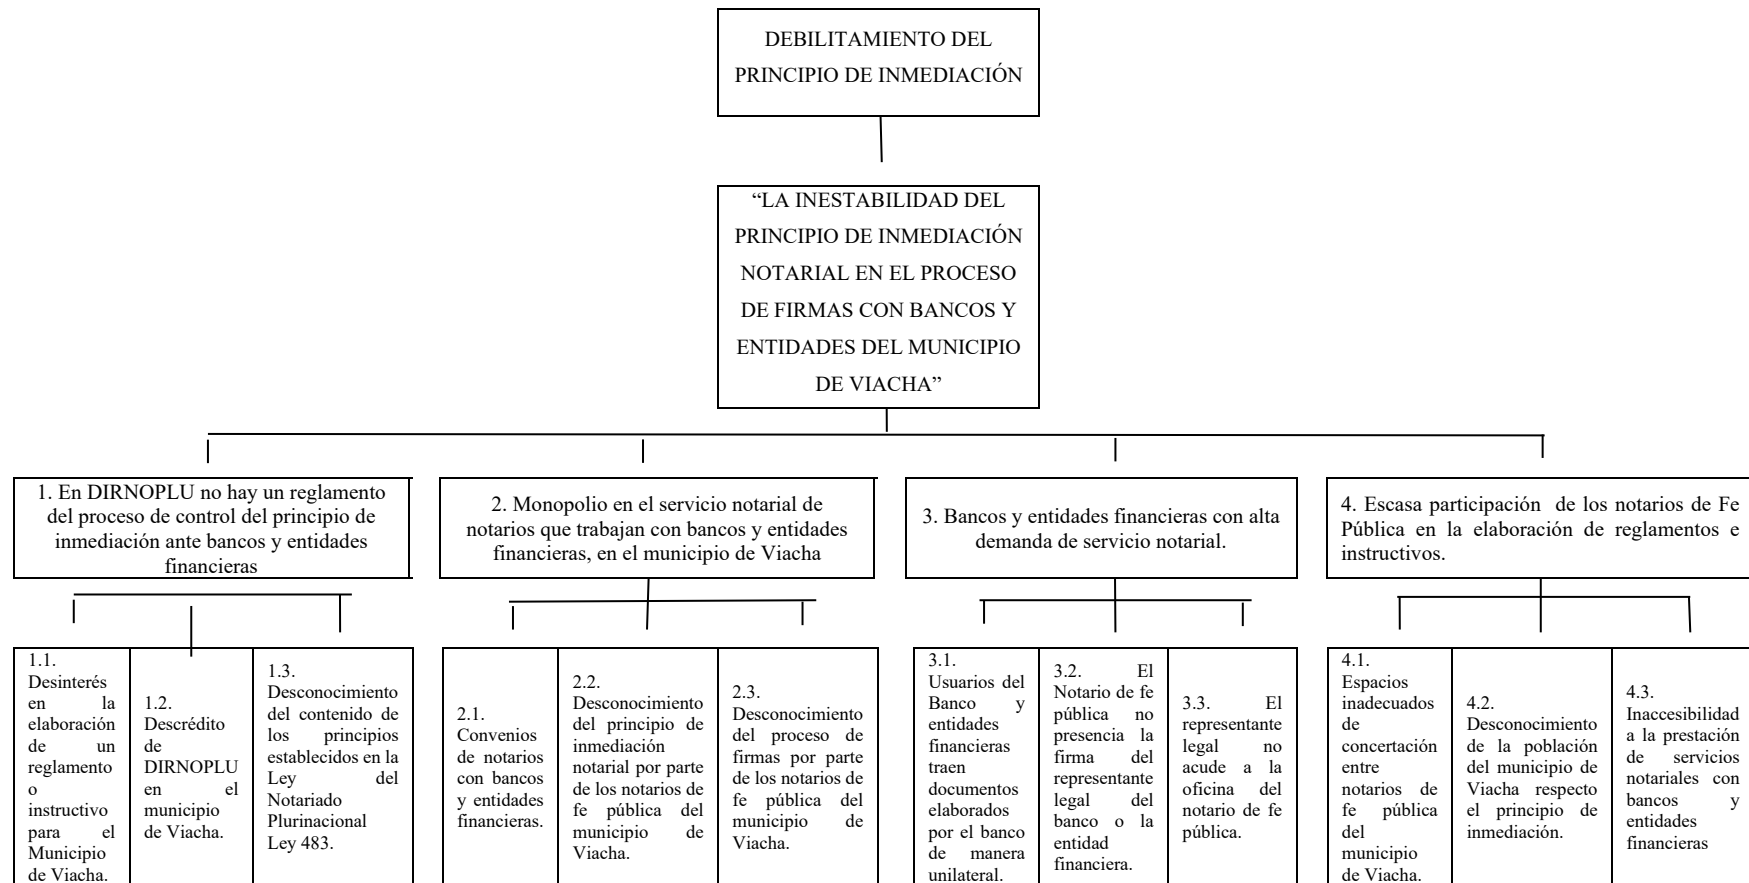 DEBILITAMIENTO DEL
PRINCIPIO DE INMEDIACIÓN
“LA INESTABILIDAD DEL
PRINCIPIO DE INMEDIACIÓN
NOTARIAL EN EL PROCESO
DE FIRMAS CON BANCOS Y
ENTIDADES DEL MUNICIPIO
DE VIACHA”
1. En DIRNOPLU no hay un reglamento
del proceso de control del principio de
inmediación ante bancos y entidades
financieras
2. Monopolio en el servicio notarial de
notarios que trabajan con bancos y entidades
financieras, en el municipio de Viacha
3. Bancos y entidades financieras con alta
demanda de servicio notarial.
4. Escasa participación de los notarios de Fe
Pública en la elaboración de reglamentos e
instructivos.
1.1.
Desinterés
en la
elaboración
de un
reglamento
o
instructivo
para el
Municipio
de Viacha.
1.2.
Descrédito
de
DIRNOPLU
en el
municipio
de Viacha.
1.3.
Desconocimiento
del contenido de
los principios
establecidos en la
Ley del
Notariado
Plurinacional
Ley 483.
2.1.
Convenios
de notarios
con bancos
y entidades
financieras.
2.2.
Desconocimiento
del principio de
inmediación
notarial por parte
de los notarios de
fe pública del
municipio de
Viacha.
2.3.
Desconocimiento
del proceso de
firmas por parte
de los notarios de
fe pública del
municipio de
Viacha.
3.1.
Usuarios del
Banco y
entidades
financieras
traen
documentos
elaborados
por el banco
de manera
unilateral.
3.2. El
Notario de fe
pública no
presencia la
firma del
representante
legal del
banco o la
entidad
financiera.
3.3. El
representante
legal no
acude a la
oficina del
notario de fe
pública.
4.1.
Espacios
inadecuados
de
concertación
entre
notarios de
fe pública
del
municipio
de Viacha.
4.2.
Desconocimiento
de la población
del municipio de
Viacha respecto
el principio de
inmediación.
4.3.
Inaccesibilidad
a la prestación
de servicios
notariales con
bancos y
entidades
financieras